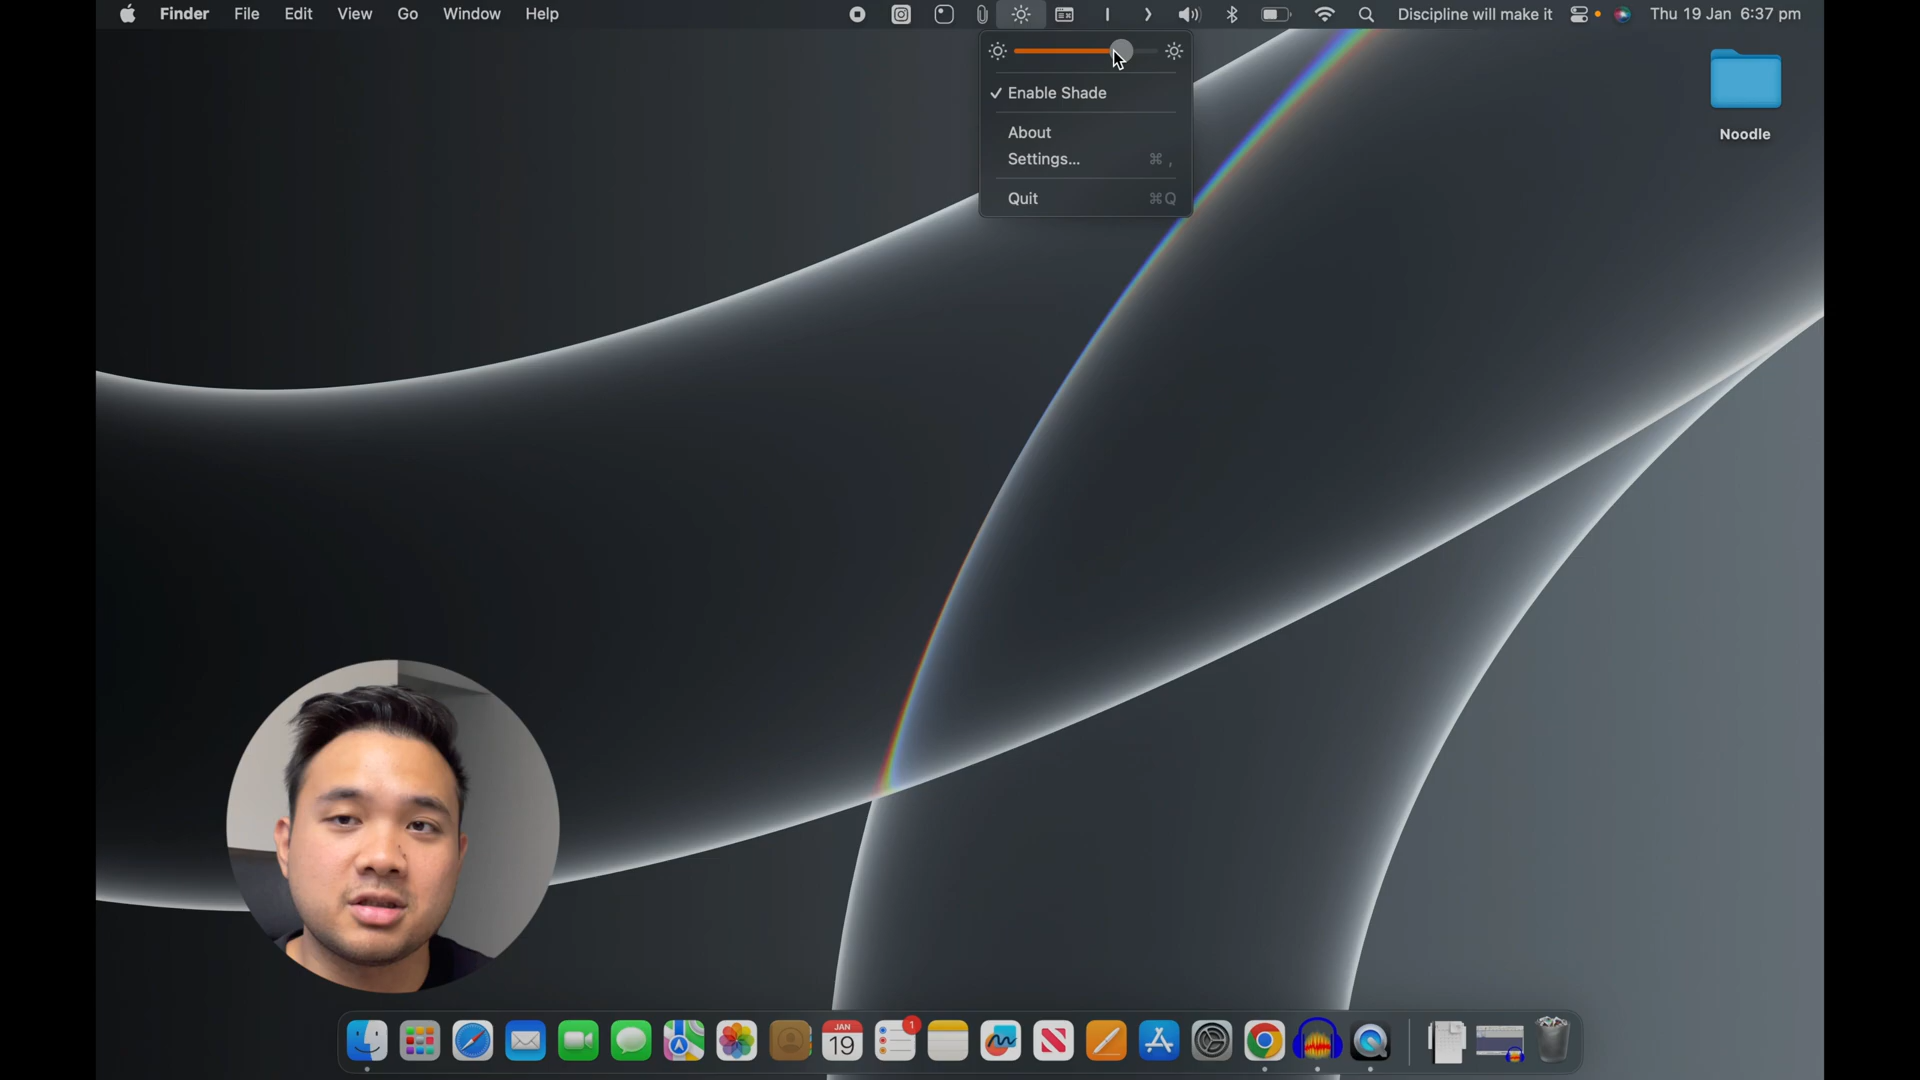 Finder File Edit View Go Window Help Discipline will make it Thu 19 Jan 6:37 pm
Enable Shade
About
Settings... ⌘ ,
Quit ⌘ Q
Noodle
1
JAN
19